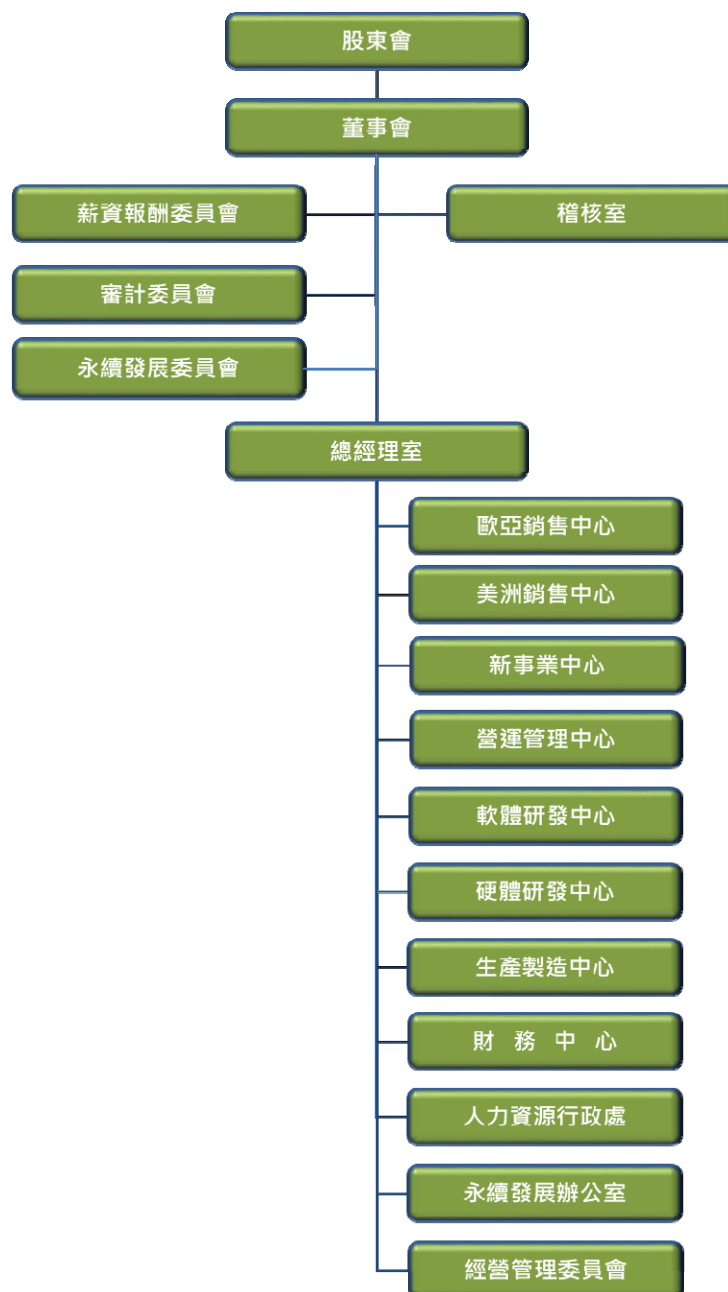 股東會
董事會
薪資報酬委員會
稽核室
審計委員會
永續發展委員會
總經理室
歐亞銷售中心
美洲銷售中心
新事業中心
營運管理中心
軟體研發中心
硬體研發中心
生產製造中心
財 務 中 心
人力資源行政處
永續發展辦公室
經營管理委員會